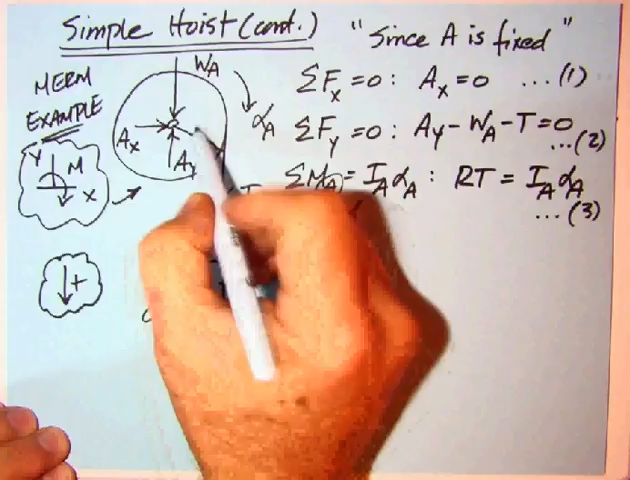 Simple Hoist (cont.)
"Since A is fixed"
MERM
EXAMPLE
W_A
α_A
A_x
A_y
Y
M
X
T
+
ΣF_x = 0 : A_x = 0 ...(1)
ΣF_y = 0 : A_y - W_A - T = 0
...(2)
ΣM_A = I_A α_A : RT = I_A α_A
...(3)